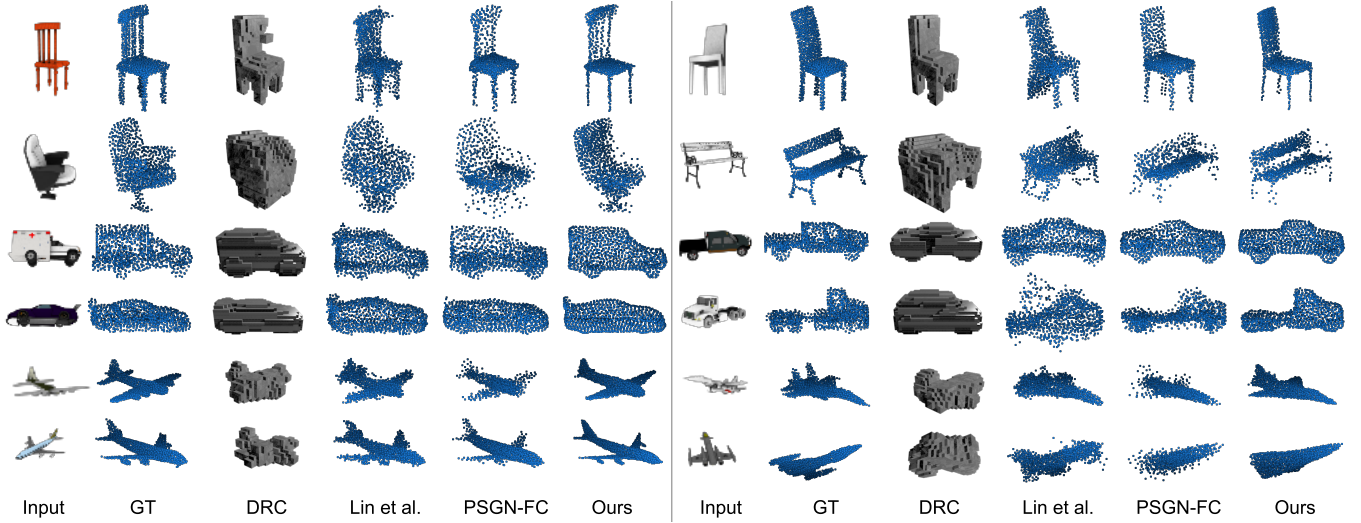 Input GT DRC Lin et al. PSGN-FC Ours Input GT DRC Lin et al. PSGN-FC Ours